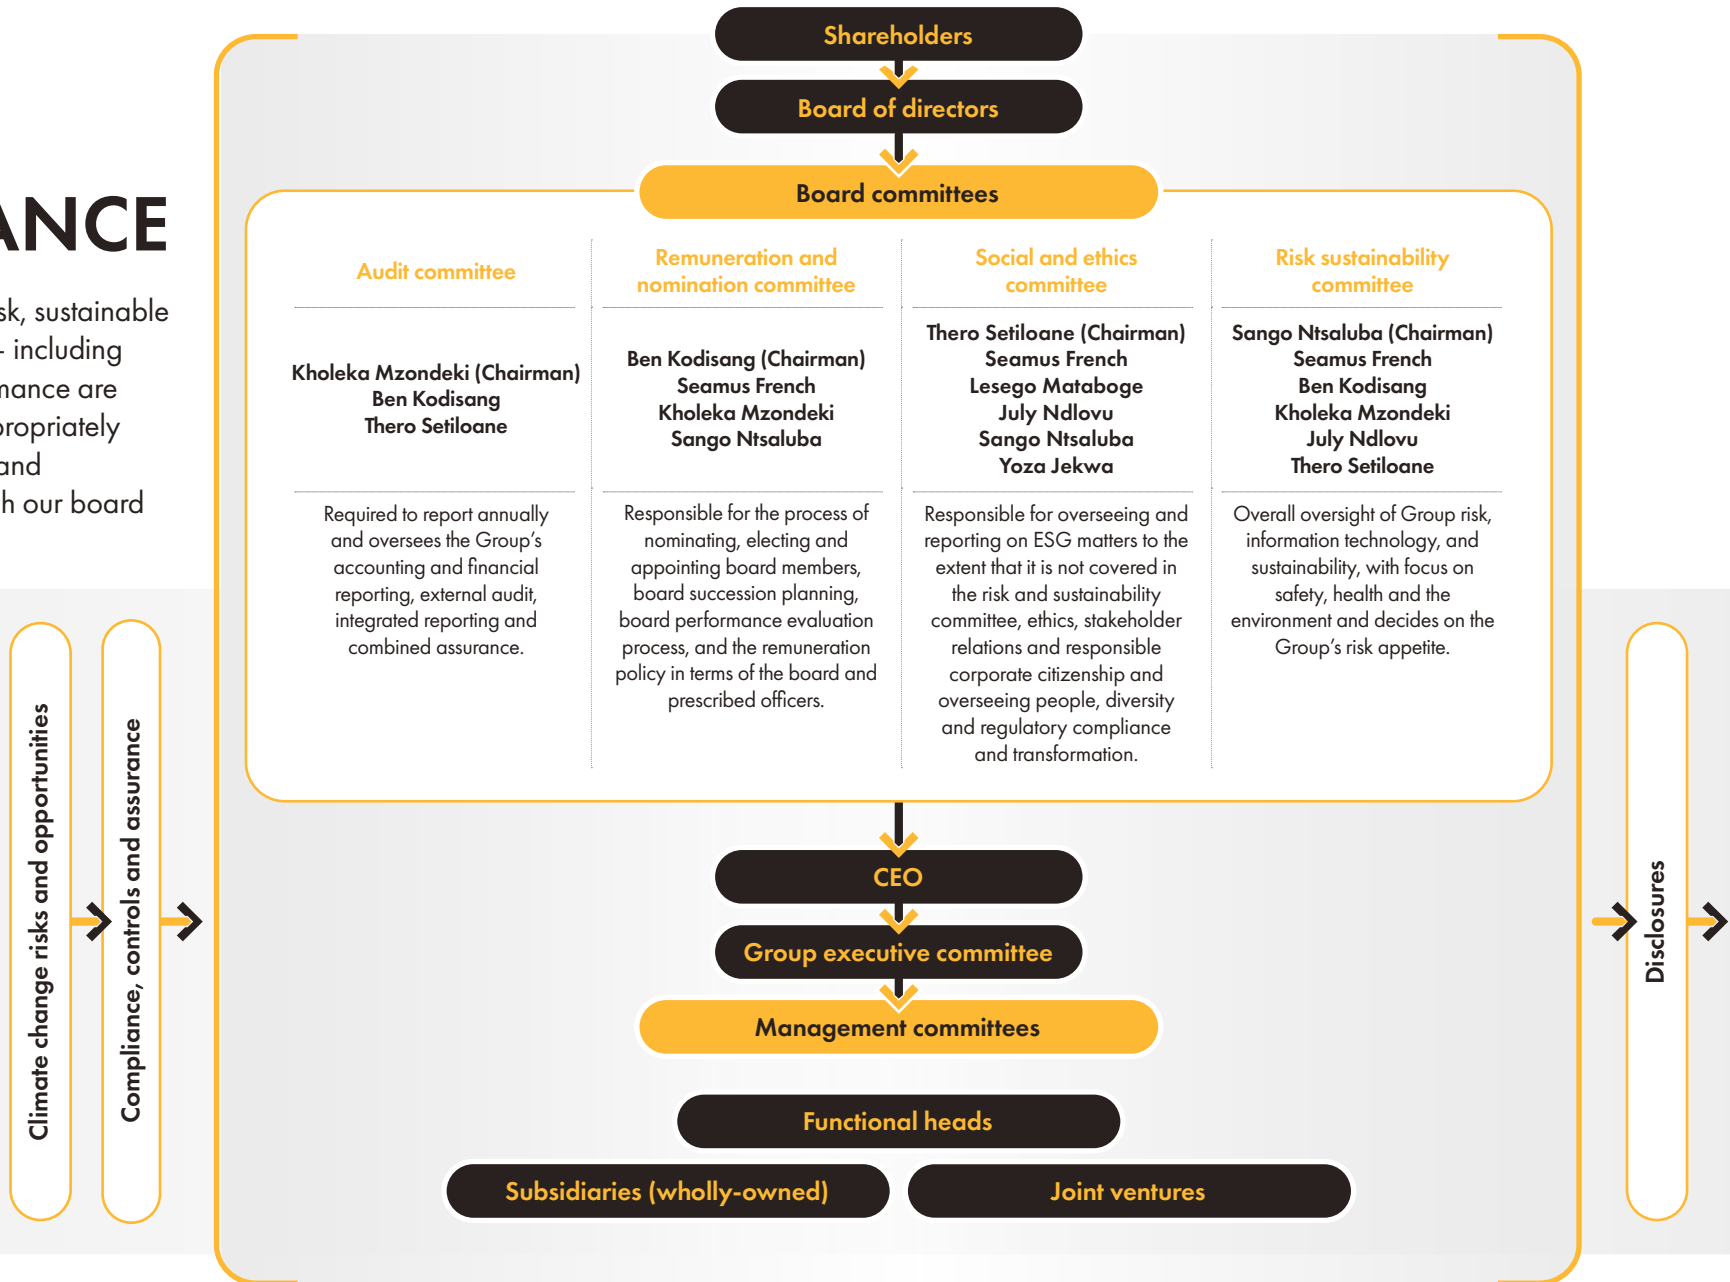 ANCE
sk, sustainable
- including
mance are
propriately
and
h our board
Climate change risks and opportunities
Compliance, controls and assurance
Shareholders
Board of directors
Board committees
Audit committee
Kholeka Mzondeki (Chairman)
Ben Kodisang
Thero Setiloane
Required to report annually
and oversees the Group's
accounting and financial
reporting, external audit,
integrated reporting and
combined assurance.
Remuneration and
nomination committee
Ben Kodisang (Chairman)
Seamus French
Kholeka Mzondeki
Sango Ntsaluba
Responsible for the process of
nominating, electing and
appointing board members,
board succession planning,
board performance evaluation
process, and the remuneration
policy in terms of the board and
prescribed officers.
Social and ethics
committee
Thero Setiloane (Chairman)
Seamus French
Lesego Mataboge
July Ndlovu
Sango Ntsaluba
Yoza Jekwa
Responsible for overseeing and
reporting on ESG matters to the
extent that it is not covered in
the risk and sustainability
committee, ethics, stakeholder
relations and responsible
corporate citizenship and
overseeing people, diversity
and regulatory compliance
and transformation.
Risk sustainability
committee
Sango Ntsaluba (Chairman)
Seamus French
Ben Kodisang
Kholeka Mzondeki
July Ndlovu
Thero Setiloane
Overall oversight of Group risk,
information technology, and
sustainability, with focus on
safety, health and the
environment and decides on the
Group's risk appetite.
CEO
Group executive committee
Management committees
Functional heads
Subsidiaries (wholly-owned)
Joint ventures
Disclosures